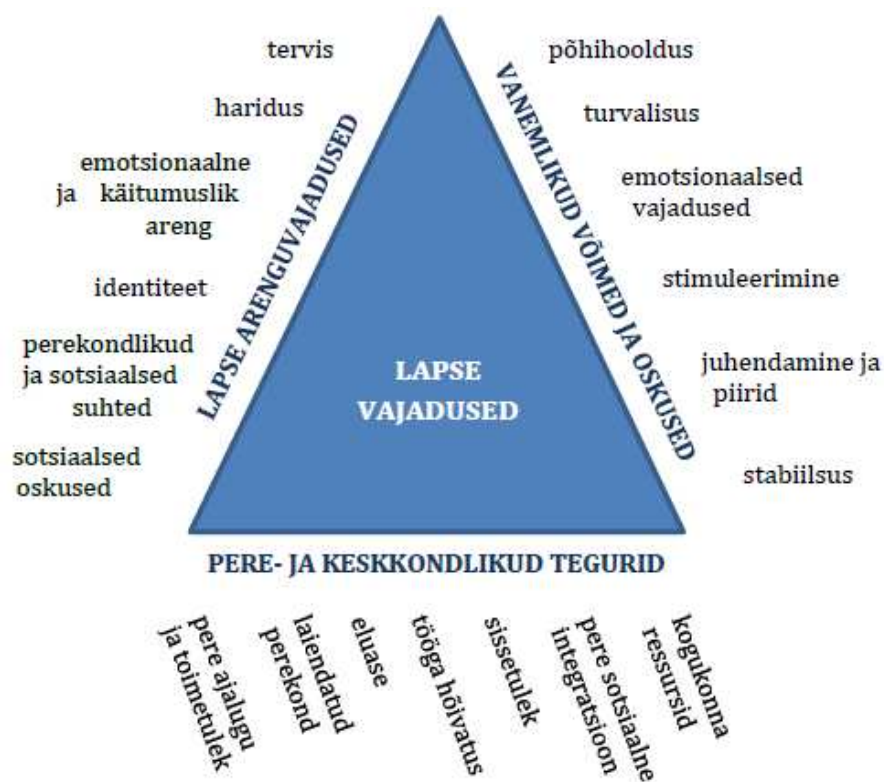 tervis
haridus
emotsionaalne
ja käitumuslik
areng
identiteet
perekondlikud
ja sotsiaalsed
suhted
sotsiaalsed
oskused
LAPSE ARENGUVAJADUSED
LAPSE
VAJADUSED
VANEMLIKUD VÕIMED JA OSKUSED
põhihooldus
turvalisus
emotsionaalsed
vajadused
stimuleerimine
juhendamine ja
piirid
stabiilsus
PERE- JA KESKKONDLIKUD TEGURID
pere ajalugu
ja toimetulek
laiendatud
perekond
eluase
tööga hõivatus
sissetulek
pere sotsiaalne
integratsioon
kogukonna
ressursid